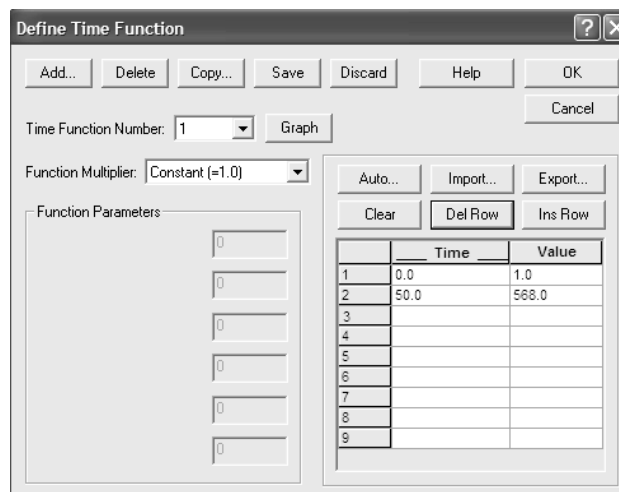 Define Time Function
Add... Delete Copy... Save Discard Help OK
Cancel
Time Function Number: 1 Graph
Function Multiplier: Constant (=1.0)
Auto... Import... Export...
Clear Del Row Ins Row
Function Parameters
0
0
0
0
0
0
Time Value
1 0.0 1.0
2 50.0 568.0
3
4
5
6
7
8
9